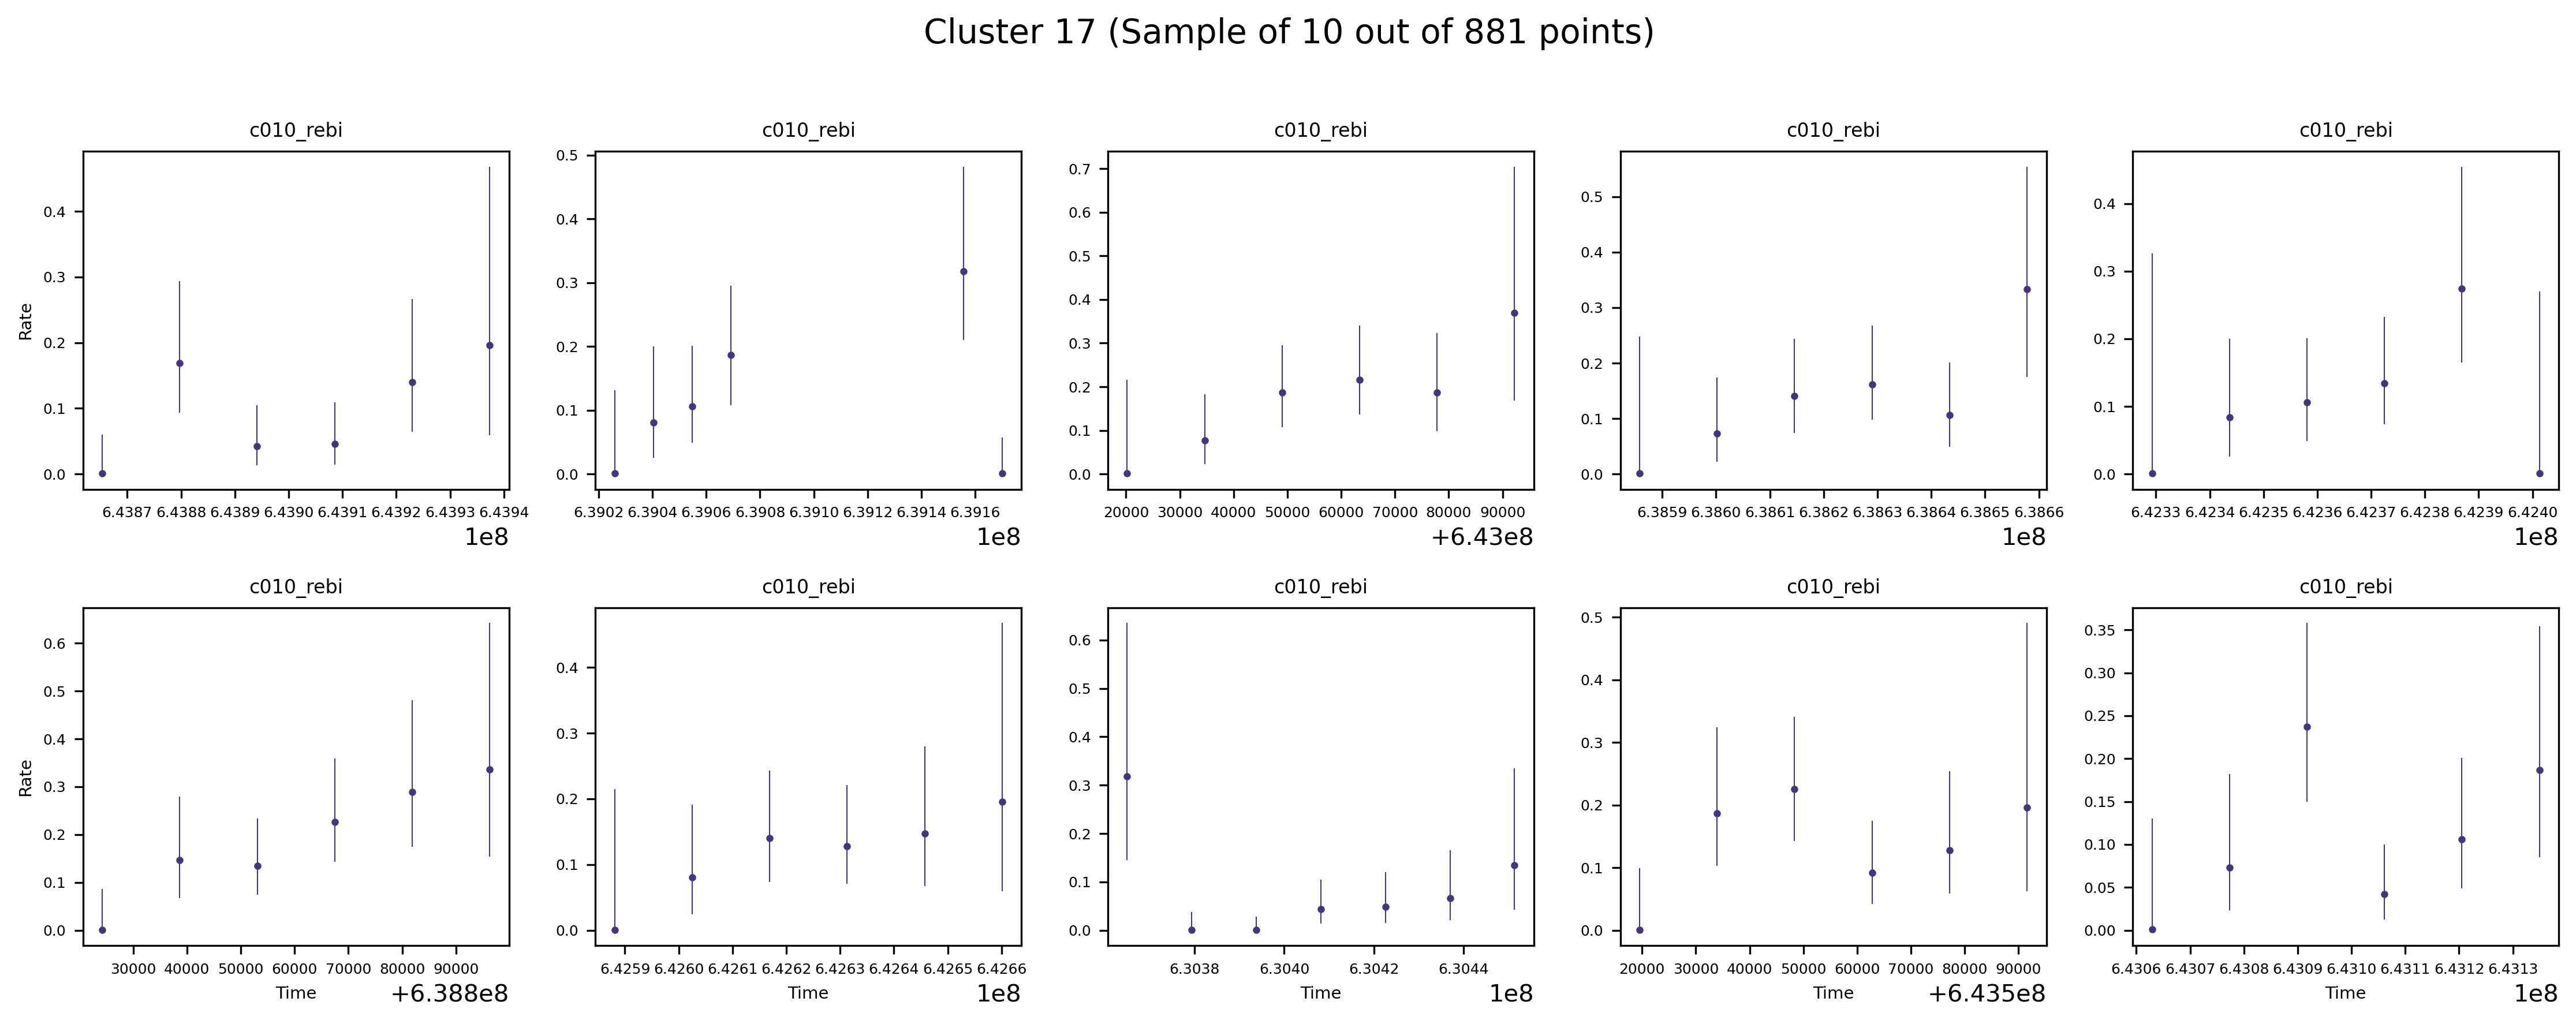 Cluster 17 (Sample of 10 out of 881 points)
c010_rebi c010_rebi c010_rebi c010_rebi c010_rebi
Rate
0.4
0.3
0.2
0.1
0.0
6.4387 6.4388 6.4389 6.4390 6.4391 6.4392 6.4393 6.4394
1e8
0.5
0.4
0.3
0.2
0.1
0.0
6.3902 6.3904 6.3906 6.3908 6.3910 6.3912 6.3914 6.3916
1e8
0.7
0.6
0.5
0.4
0.3
0.2
0.1
0.0
20000 30000 40000 50000 60000 70000 80000 90000
+6.43e8
0.5
0.4
0.3
0.2
0.1
0.0
6.3859 6.3860 6.3861 6.3862 6.3863 6.3864 6.3865 6.3866
1e8
0.4
0.3
0.2
0.1
0.0
6.4233 6.4234 6.4235 6.4236 6.4237 6.4238 6.4239 6.4240
1e8
c010_rebi c010_rebi c010_rebi c010_rebi c010_rebi
Rate
0.6
0.5
0.4
0.3
0.2
0.1
0.0
30000 40000 50000 60000 70000 80000 90000
Time +6.388e8
0.4
0.3
0.2
0.1
0.0
6.4259 6.4260 6.4261 6.4262 6.4263 6.4264 6.4265 6.4266
Time 1e8
0.6
0.5
0.4
0.3
0.2
0.1
0.0
6.3038 6.3040 6.3042 6.3044
Time 1e8
0.5
0.4
0.3
0.2
0.1
0.0
20000 30000 40000 50000 60000 70000 80000 90000
Time +6.435e8
0.35
0.30
0.25
0.20
0.15
0.10
0.05
0.00
6.4306 6.4307 6.4308 6.4309 6.4310 6.4311 6.4312 6.4313
Time 1e8